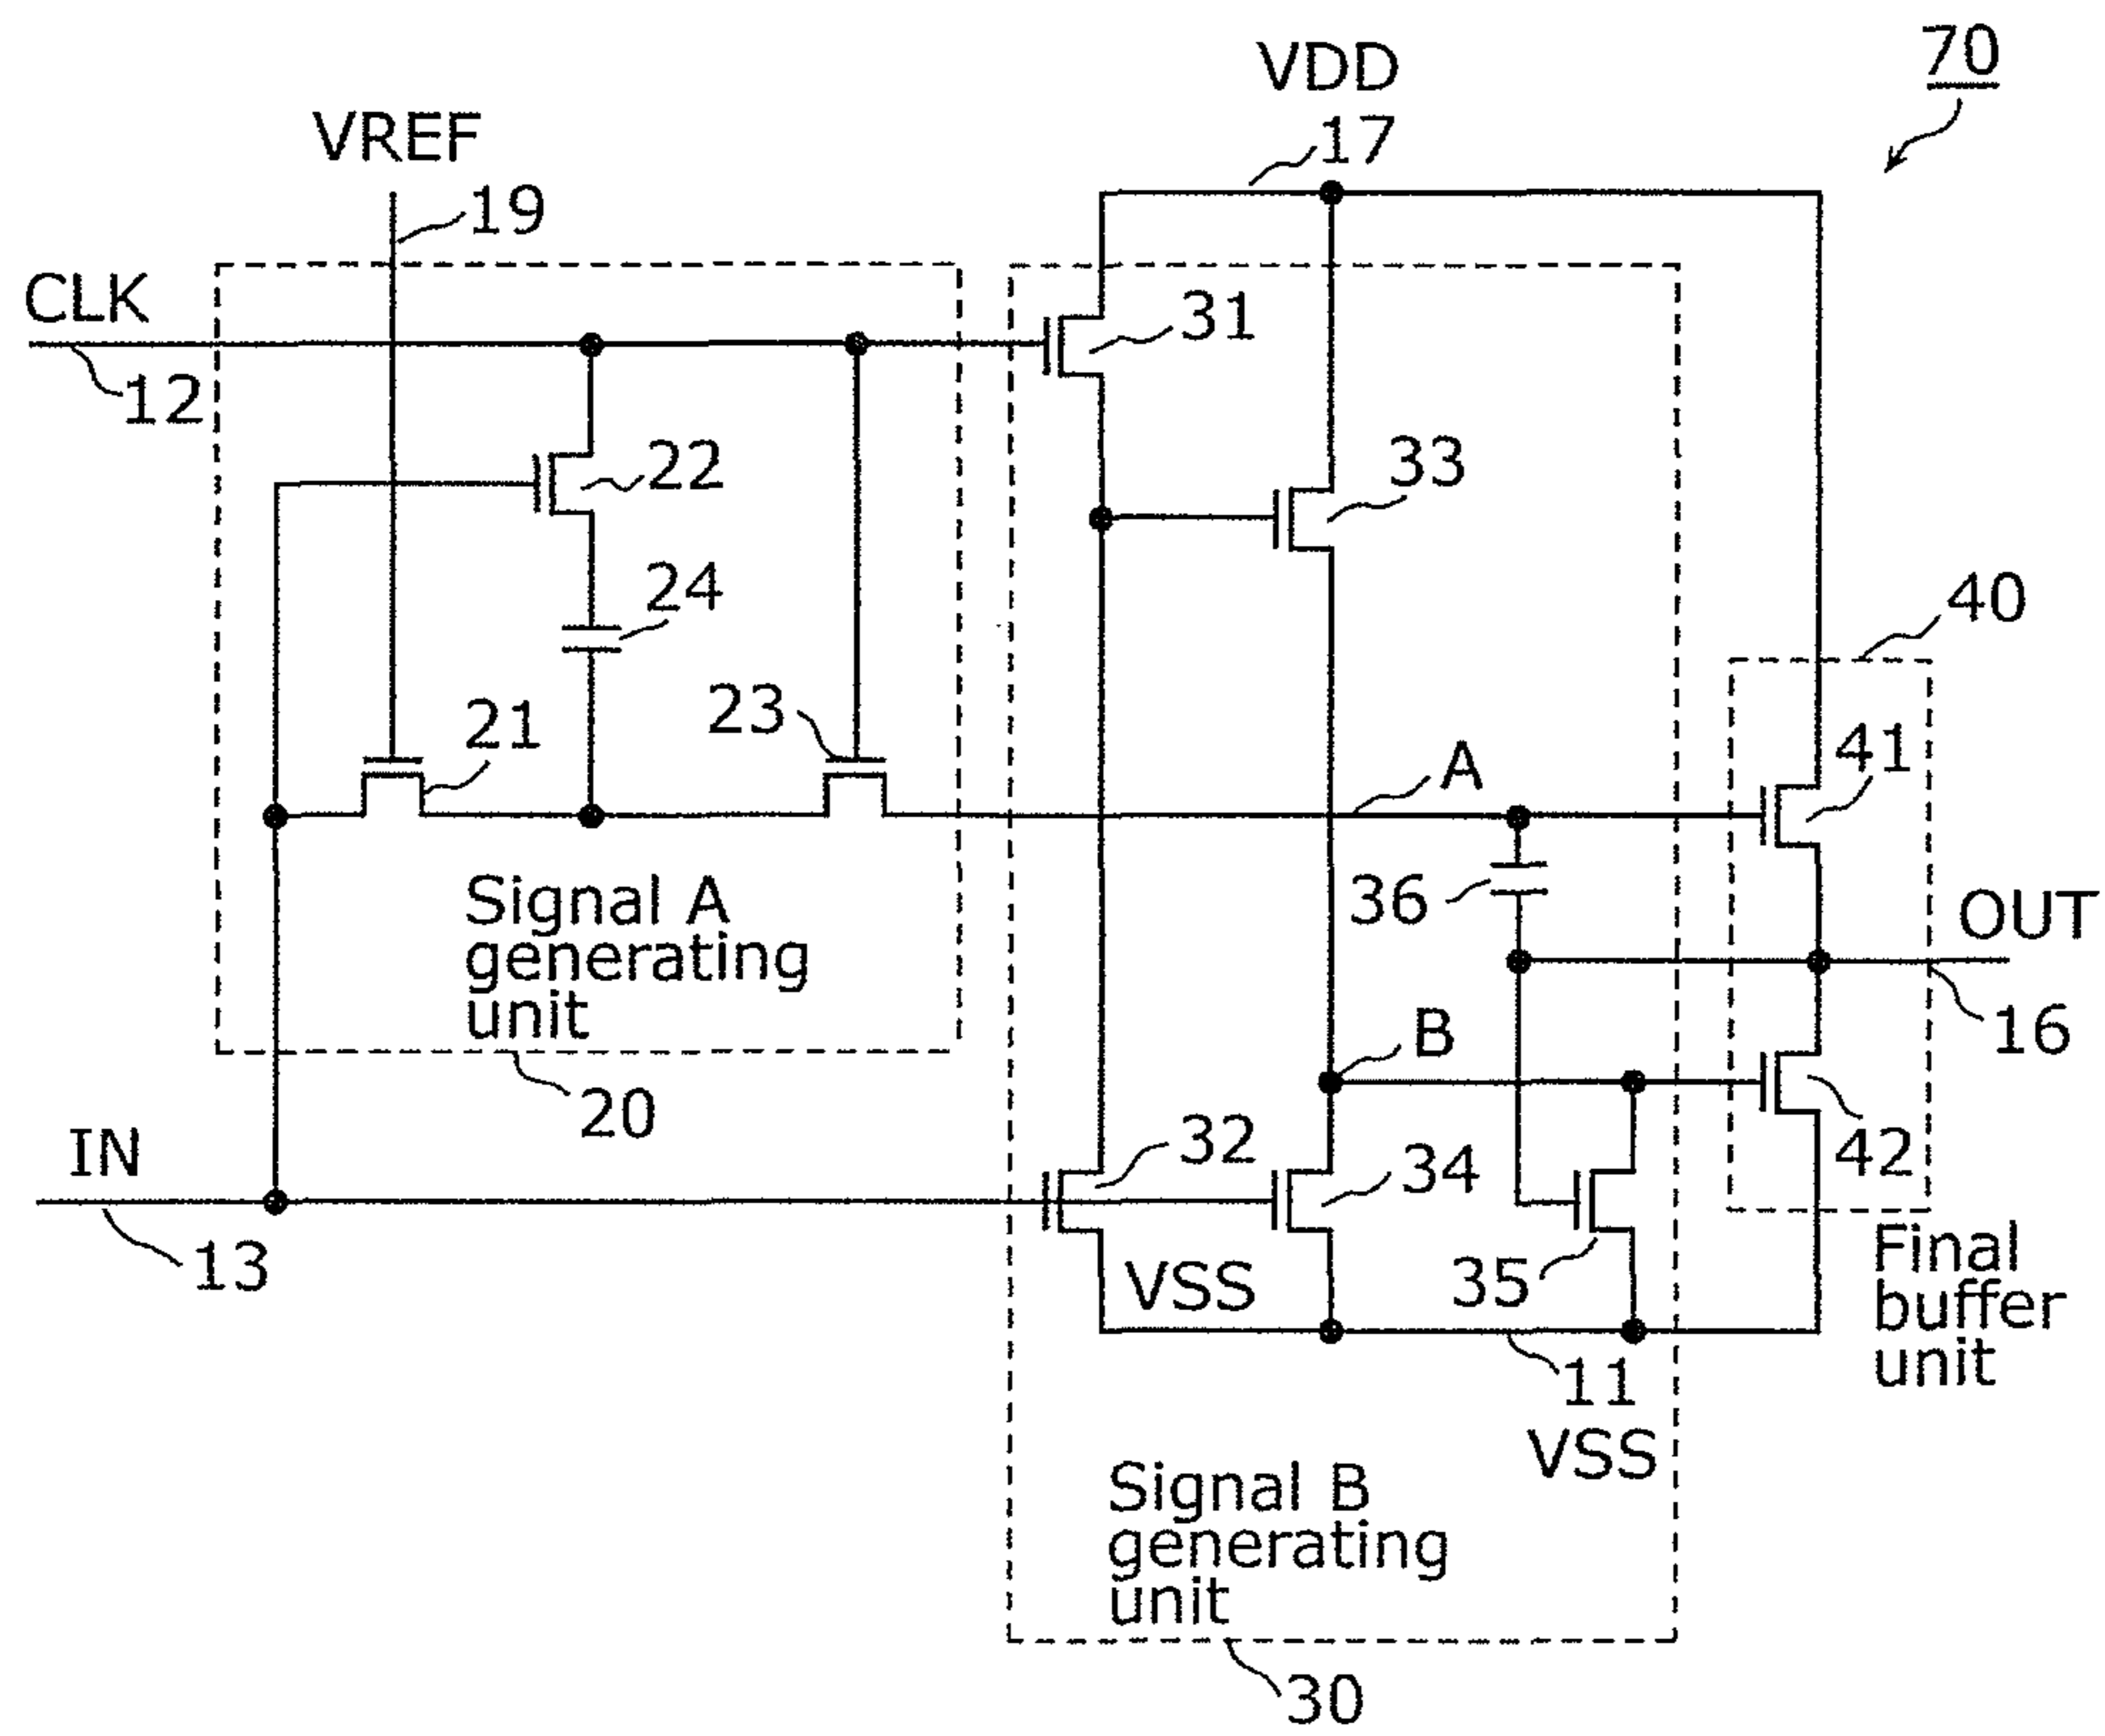 70
VDD
17
VREF
19
CLK
12
31
22
33
24
40
21
23
A
41
36
Signal A
generating
unit
OUT
16
B
20
IN
32
34
42
13
VSS
35
Final
buffer
unit
11
VSS
Signal B
generating
unit
30